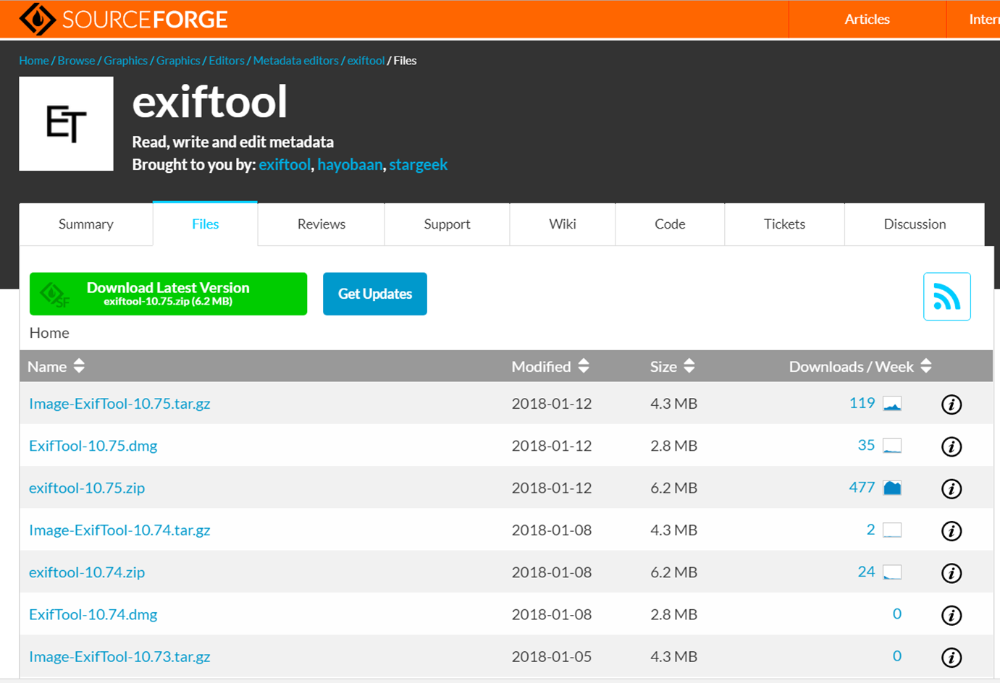 SOURCEFORGE
Articles
Inter
Home / Browse / Graphics / Graphics / Editors / Metadata editors / exiftool / Files
ET
exiftool
Read, write and edit metadata
Brought to you by: exiftool, hayobaan, stargeek
Summary Files Reviews Support Wiki Code Tickets Discussion
SF
Download Latest Version
exiftool-10.75.zip (6.2 MB)
Get Updates
Home
Name Modified Size Downloads / Week
Image-ExifTool-10.75.tar.gz 2018-01-12 4.3 MB 119 i
ExifTool-10.75.dmg 2018-01-12 2.8 MB 35 i
exiftool-10.75.zip 2018-01-12 6.2 MB 477 i
Image-ExifTool-10.74.tar.gz 2018-01-08 4.3 MB 2 i
exiftool-10.74.zip 2018-01-08 6.2 MB 24 i
ExifTool-10.74.dmg 2018-01-08 2.8 MB 0 i
Image-ExifTool-10.73.tar.gz 2018-01-05 4.3 MB 0 i